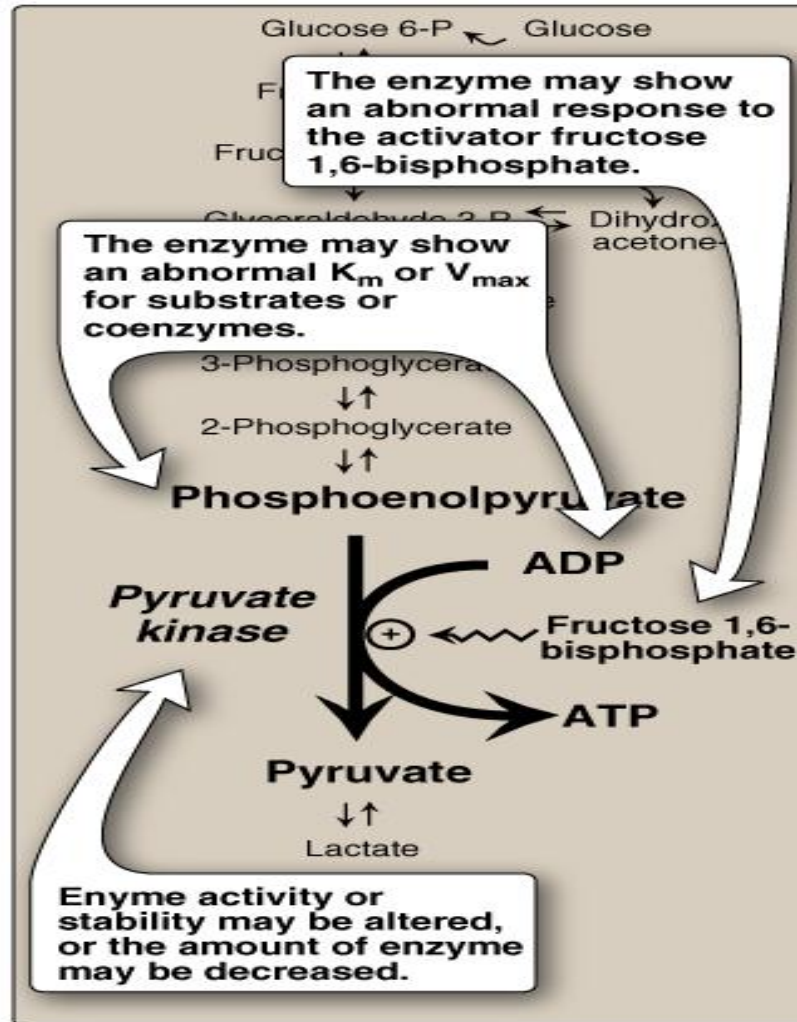 Glucose 6-P Glucose
The enzyme may show
an abnormal response to
the activator fructose
1,6-bisphosphate.
The enzyme may show
an abnormal Km or Vmax
for substrates or
coenzymes.
3-Phosphoglycerat
2-Phosphoglycerate
Phosphoenolpyruvate
ADP
Pyruvate
kinase
+
Fructose 1,6-
bisphosphate
ATP
Pyruvate
Lactate
Enyme activity or
stability may be altered,
or the amount of enzyme
may be decreased.